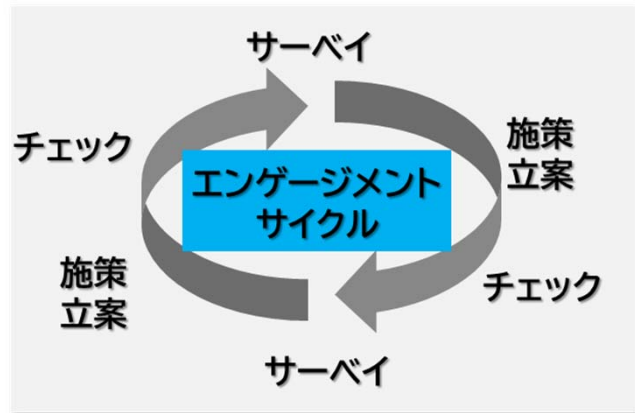 サーベイ
施策
立案
チェック
エンゲージメント
サイクル
チェック
施策
立案
サーベイ